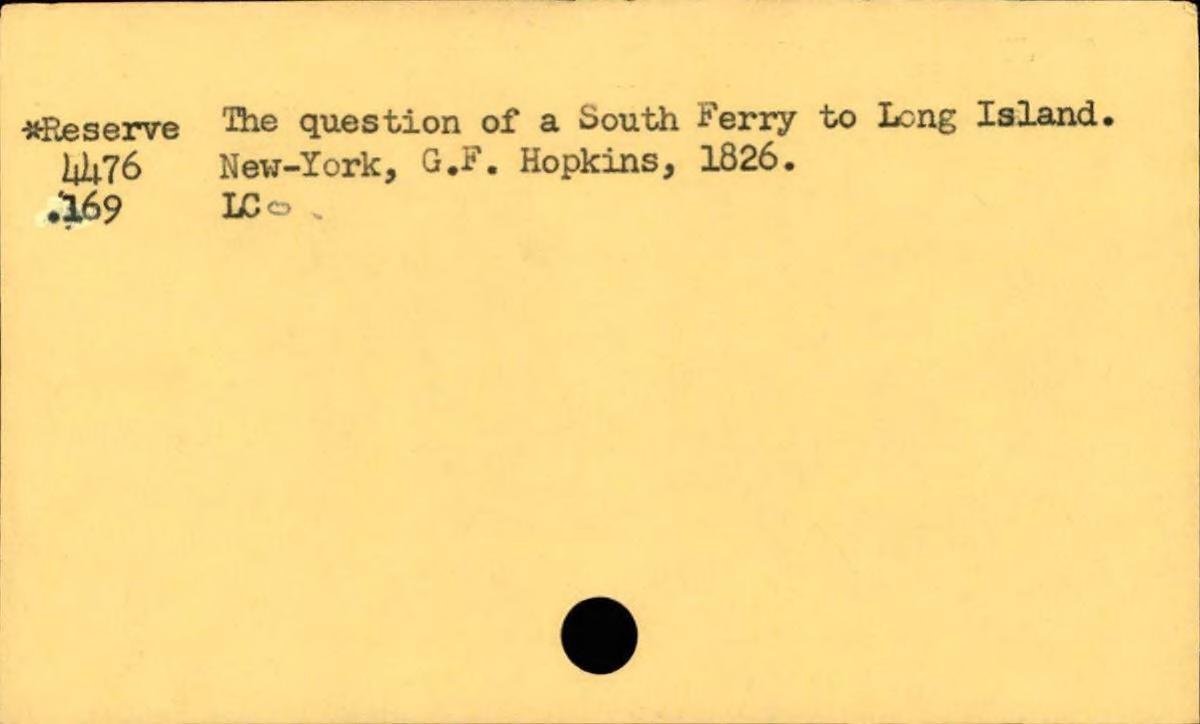 *Reserve The question of a South Ferry to Long Island.
4476 New-York, G.F. Hopkins, 1826.
.169 LC